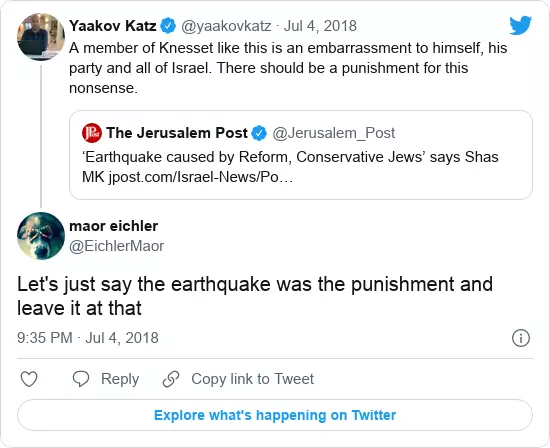 Yaakov Katz @yaakovkatz · Jul 4, 2018
A member of Knesset like this is an embarrassment to himself, his
party and all of Israel. There should be a punishment for this
nonsense.
JPost The Jerusalem Post @Jerusalem_Post
‘Earthquake caused by Reform, Conservative Jews’ says Shas
MK jpost.com/Israel-News/Po…
maor eichler
@EichlerMaor
Let's just say the earthquake was the punishment and
leave it at that
9:35 PM · Jul 4, 2018
Reply Copy link to Tweet
Explore what's happening on Twitter